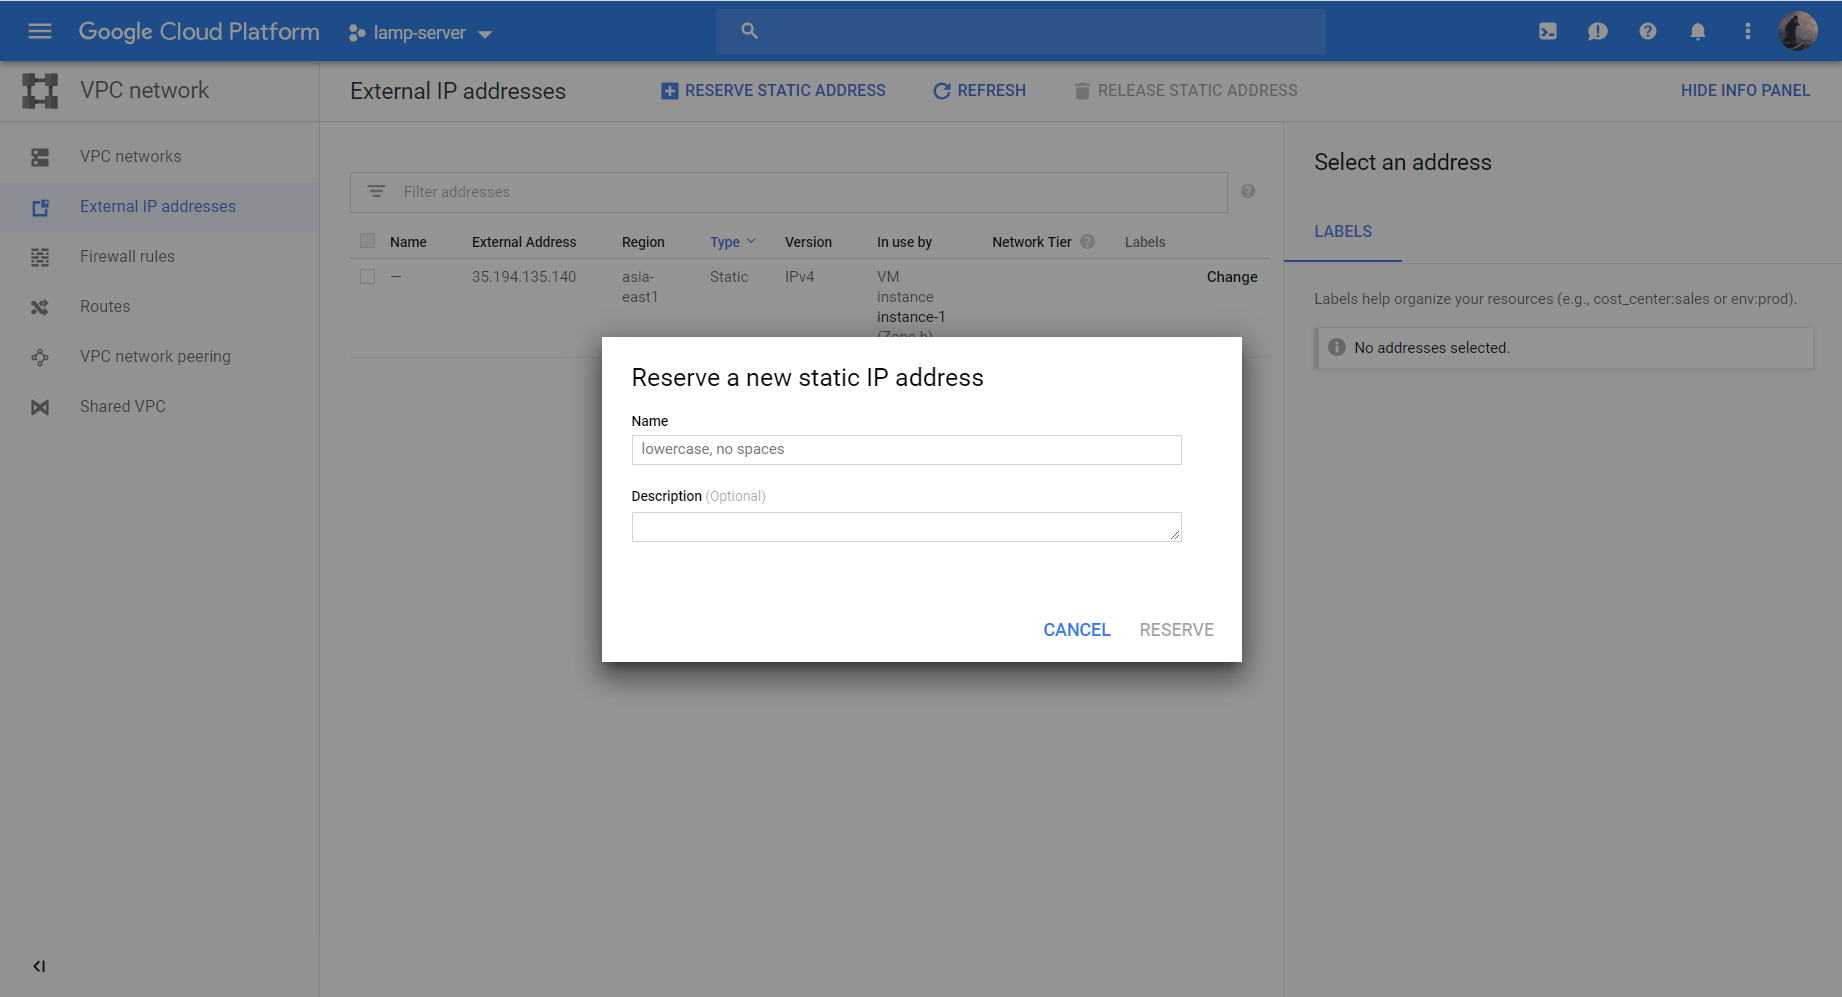 Google Cloud Platform
lamp-server
VPC network
External IP addresses
RESERVE STATIC ADDRESS
REFRESH
RELEASE STATIC ADDRESS
HIDE INFO PANEL
VPC networks
External IP addresses
Firewall rules
Routes
VPC network peering
Shared VPC
Filter addresses
Name External Address Region Type Version In use by Network Tier Labels
— 35.194.135.140 asia- Static IPv4 VM Change
east1 instance
instance-1
(Zone b)
Select an address
LABELS
Labels help organize your resources (e.g., cost_center:sales or env:prod).
No addresses selected.
Reserve a new static IP address
Name
lowercase, no spaces
Description (Optional)
CANCEL RESERVE